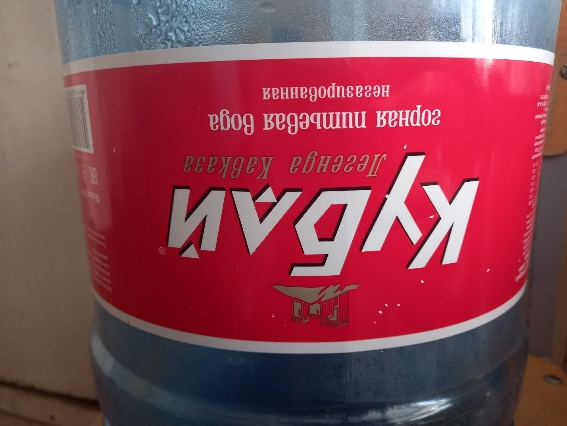 Кубай®
Легенда Кавказа
горная питьевая вода
негазированная